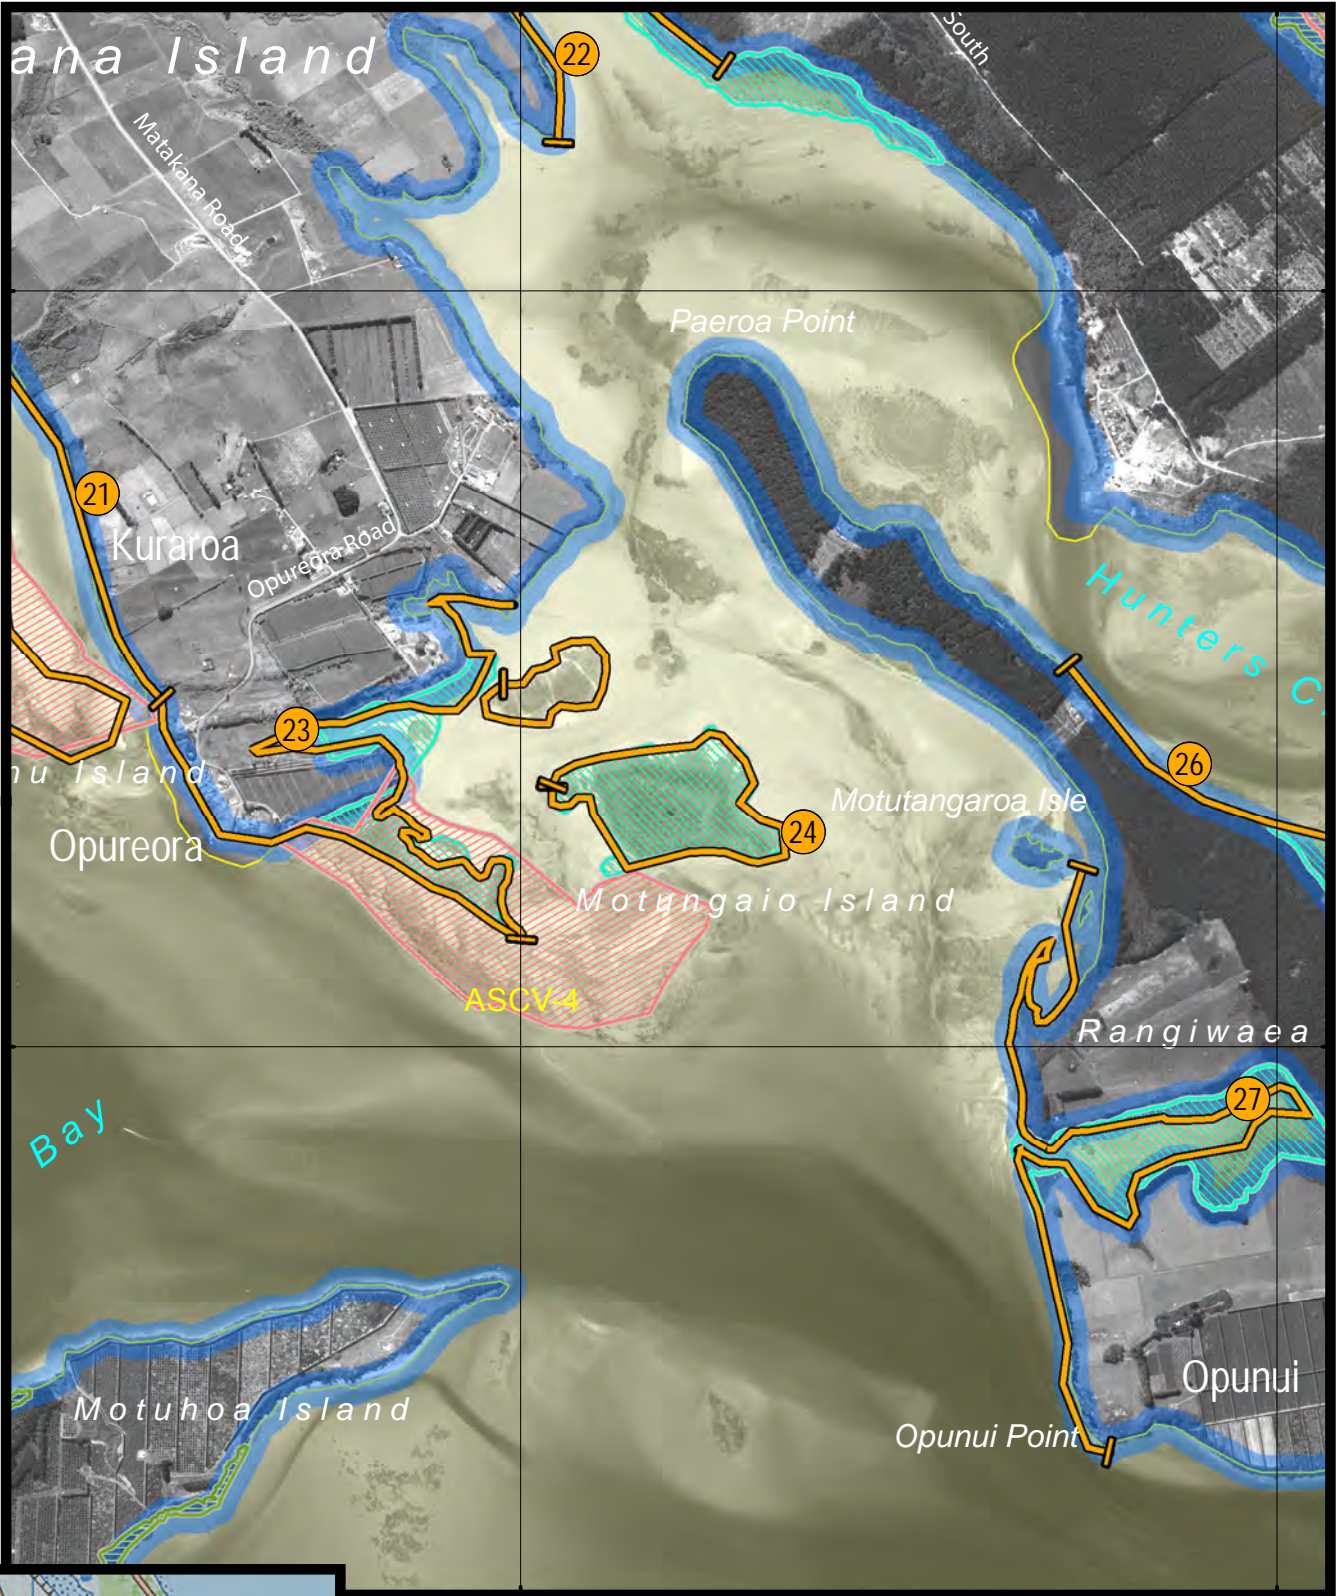 ana Island
22
South
Matakana Road
Paeroa Point
21
Kuraroa
Opureora Road
Hunters C
23
26
nu Island
Motutangaroa Isle
24
Opureora
Motungaio Island
ASCV-4
Rangiwaea
27
Bay
Opunui
Motuhoa Island
Opunui Point